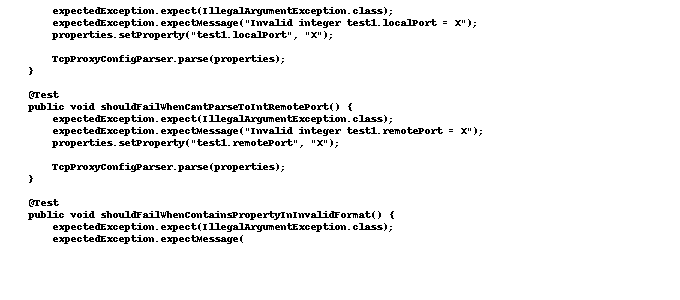 expectedException.expect(IllegalArgumentException.class);
expectedException.expectMessage("Invalid integer test1.localPort = X");
properties.setProperty("test1.localPort", "X");
TcpProxyConfigParser.parse(properties);
}
@Test
public void shouldFailWhenCantParseToIntRemotePort() {
expectedException.expect(IllegalArgumentException.class);
expectedException.expectMessage("Invalid integer test1.remotePort = X");
properties.setProperty("test1.remotePort", "X");
TcpProxyConfigParser.parse(properties);
}
@Test
public void shouldFailWhenContainsPropertyInInvalidFormat() {
expectedException.expect(IllegalArgumentException.class);
expectedException.expectMessage(